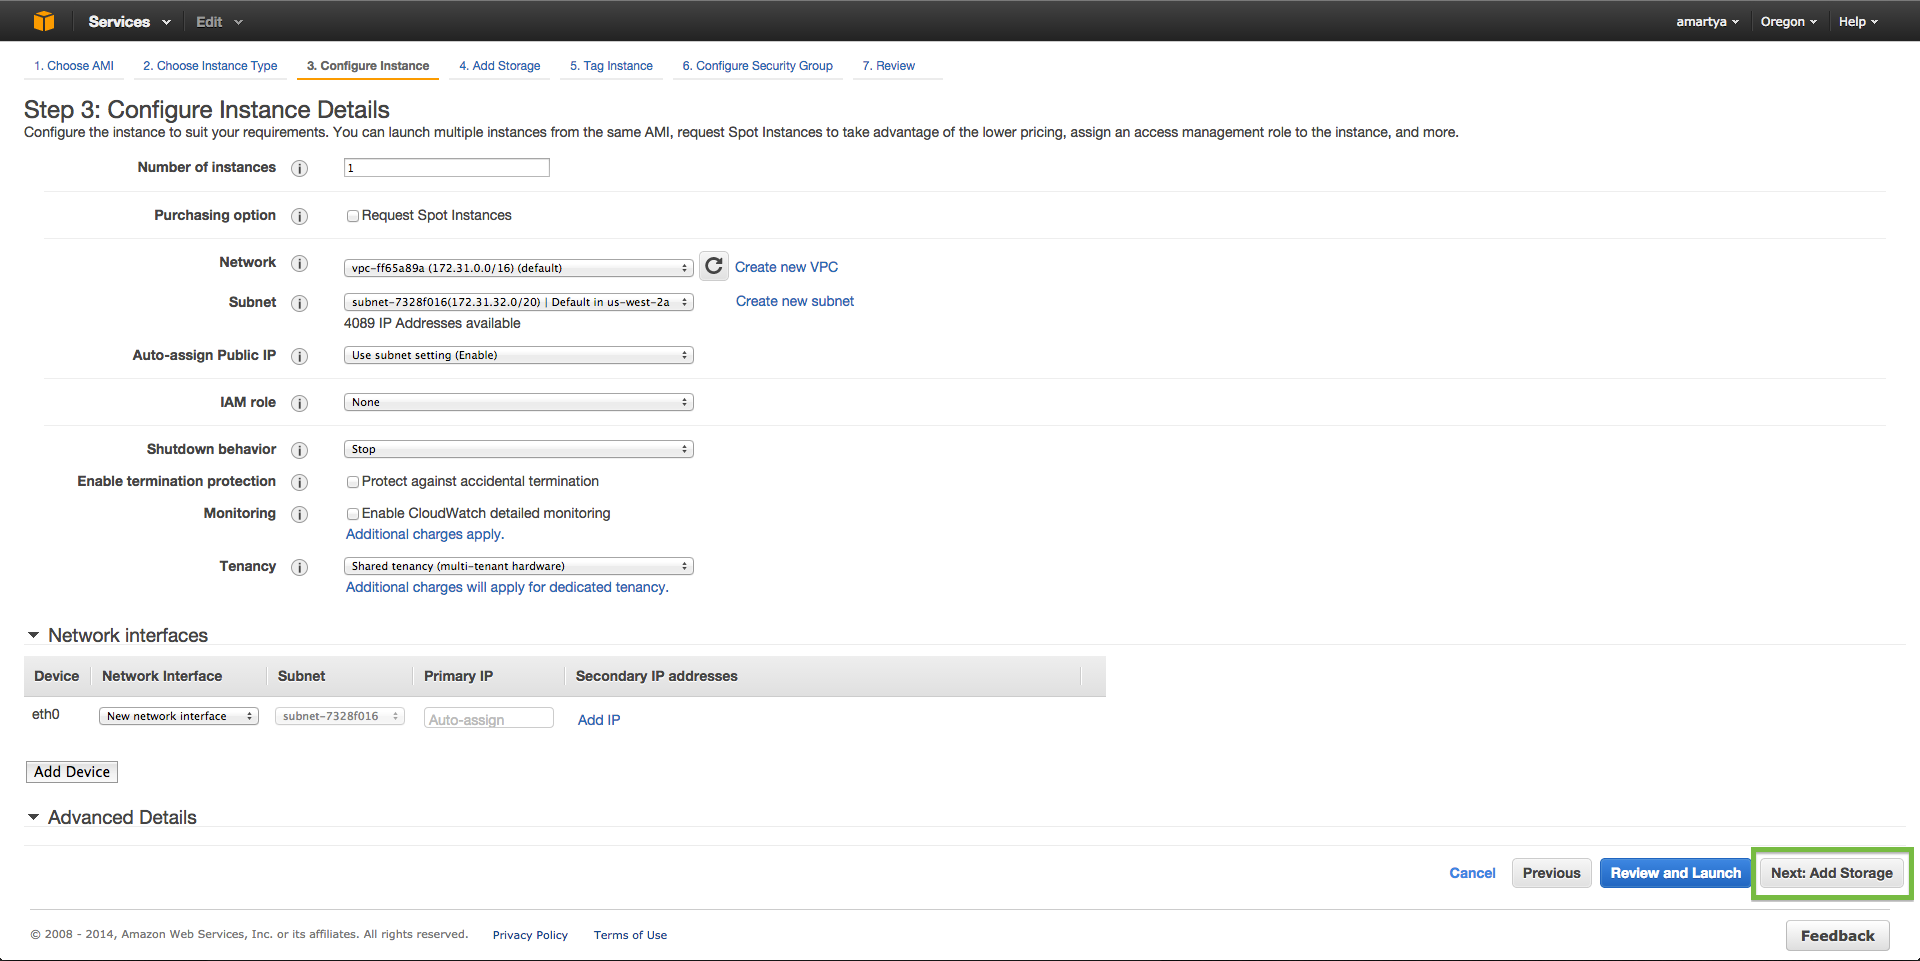 Services Edit amartya Oregon Help
1. Choose AMI 2. Choose Instance Type 3. Configure Instance 4. Add Storage 5. Tag Instance 6. Configure Security Group 7. Review
Step 3: Configure Instance Details
Configure the instance to suit your requirements. You can launch multiple instances from the same AMI, request Spot Instances to take advantage of the lower pricing, assign an access management role to the instance, and more.
Number of instances i 1
Purchasing option i Request Spot Instances
Network i vpc-ff65a89a (172.31.0.0/16) (default) Create new VPC
Subnet i subnet-7328f016(172.31.32.0/20) | Default in us-west-2a Create new subnet
4089 IP Addresses available
Auto-assign Public IP i Use subnet setting (Enable)
IAM role i None
Shutdown behavior i Stop
Enable termination protection i Protect against accidental termination
Monitoring i Enable CloudWatch detailed monitoring
Additional charges apply.
Tenancy i Shared tenancy (multi-tenant hardware)
Additional charges will apply for dedicated tenancy.
Network interfaces
Device Network Interface Subnet Primary IP Secondary IP addresses
eth0 New network interface subnet-7328f016 Auto-assign Add IP
Add Device
Advanced Details
Cancel Previous Review and Launch Next: Add Storage
© 2008 - 2014, Amazon Web Services, Inc. or its affiliates. All rights reserved. Privacy Policy Terms of Use Feedback